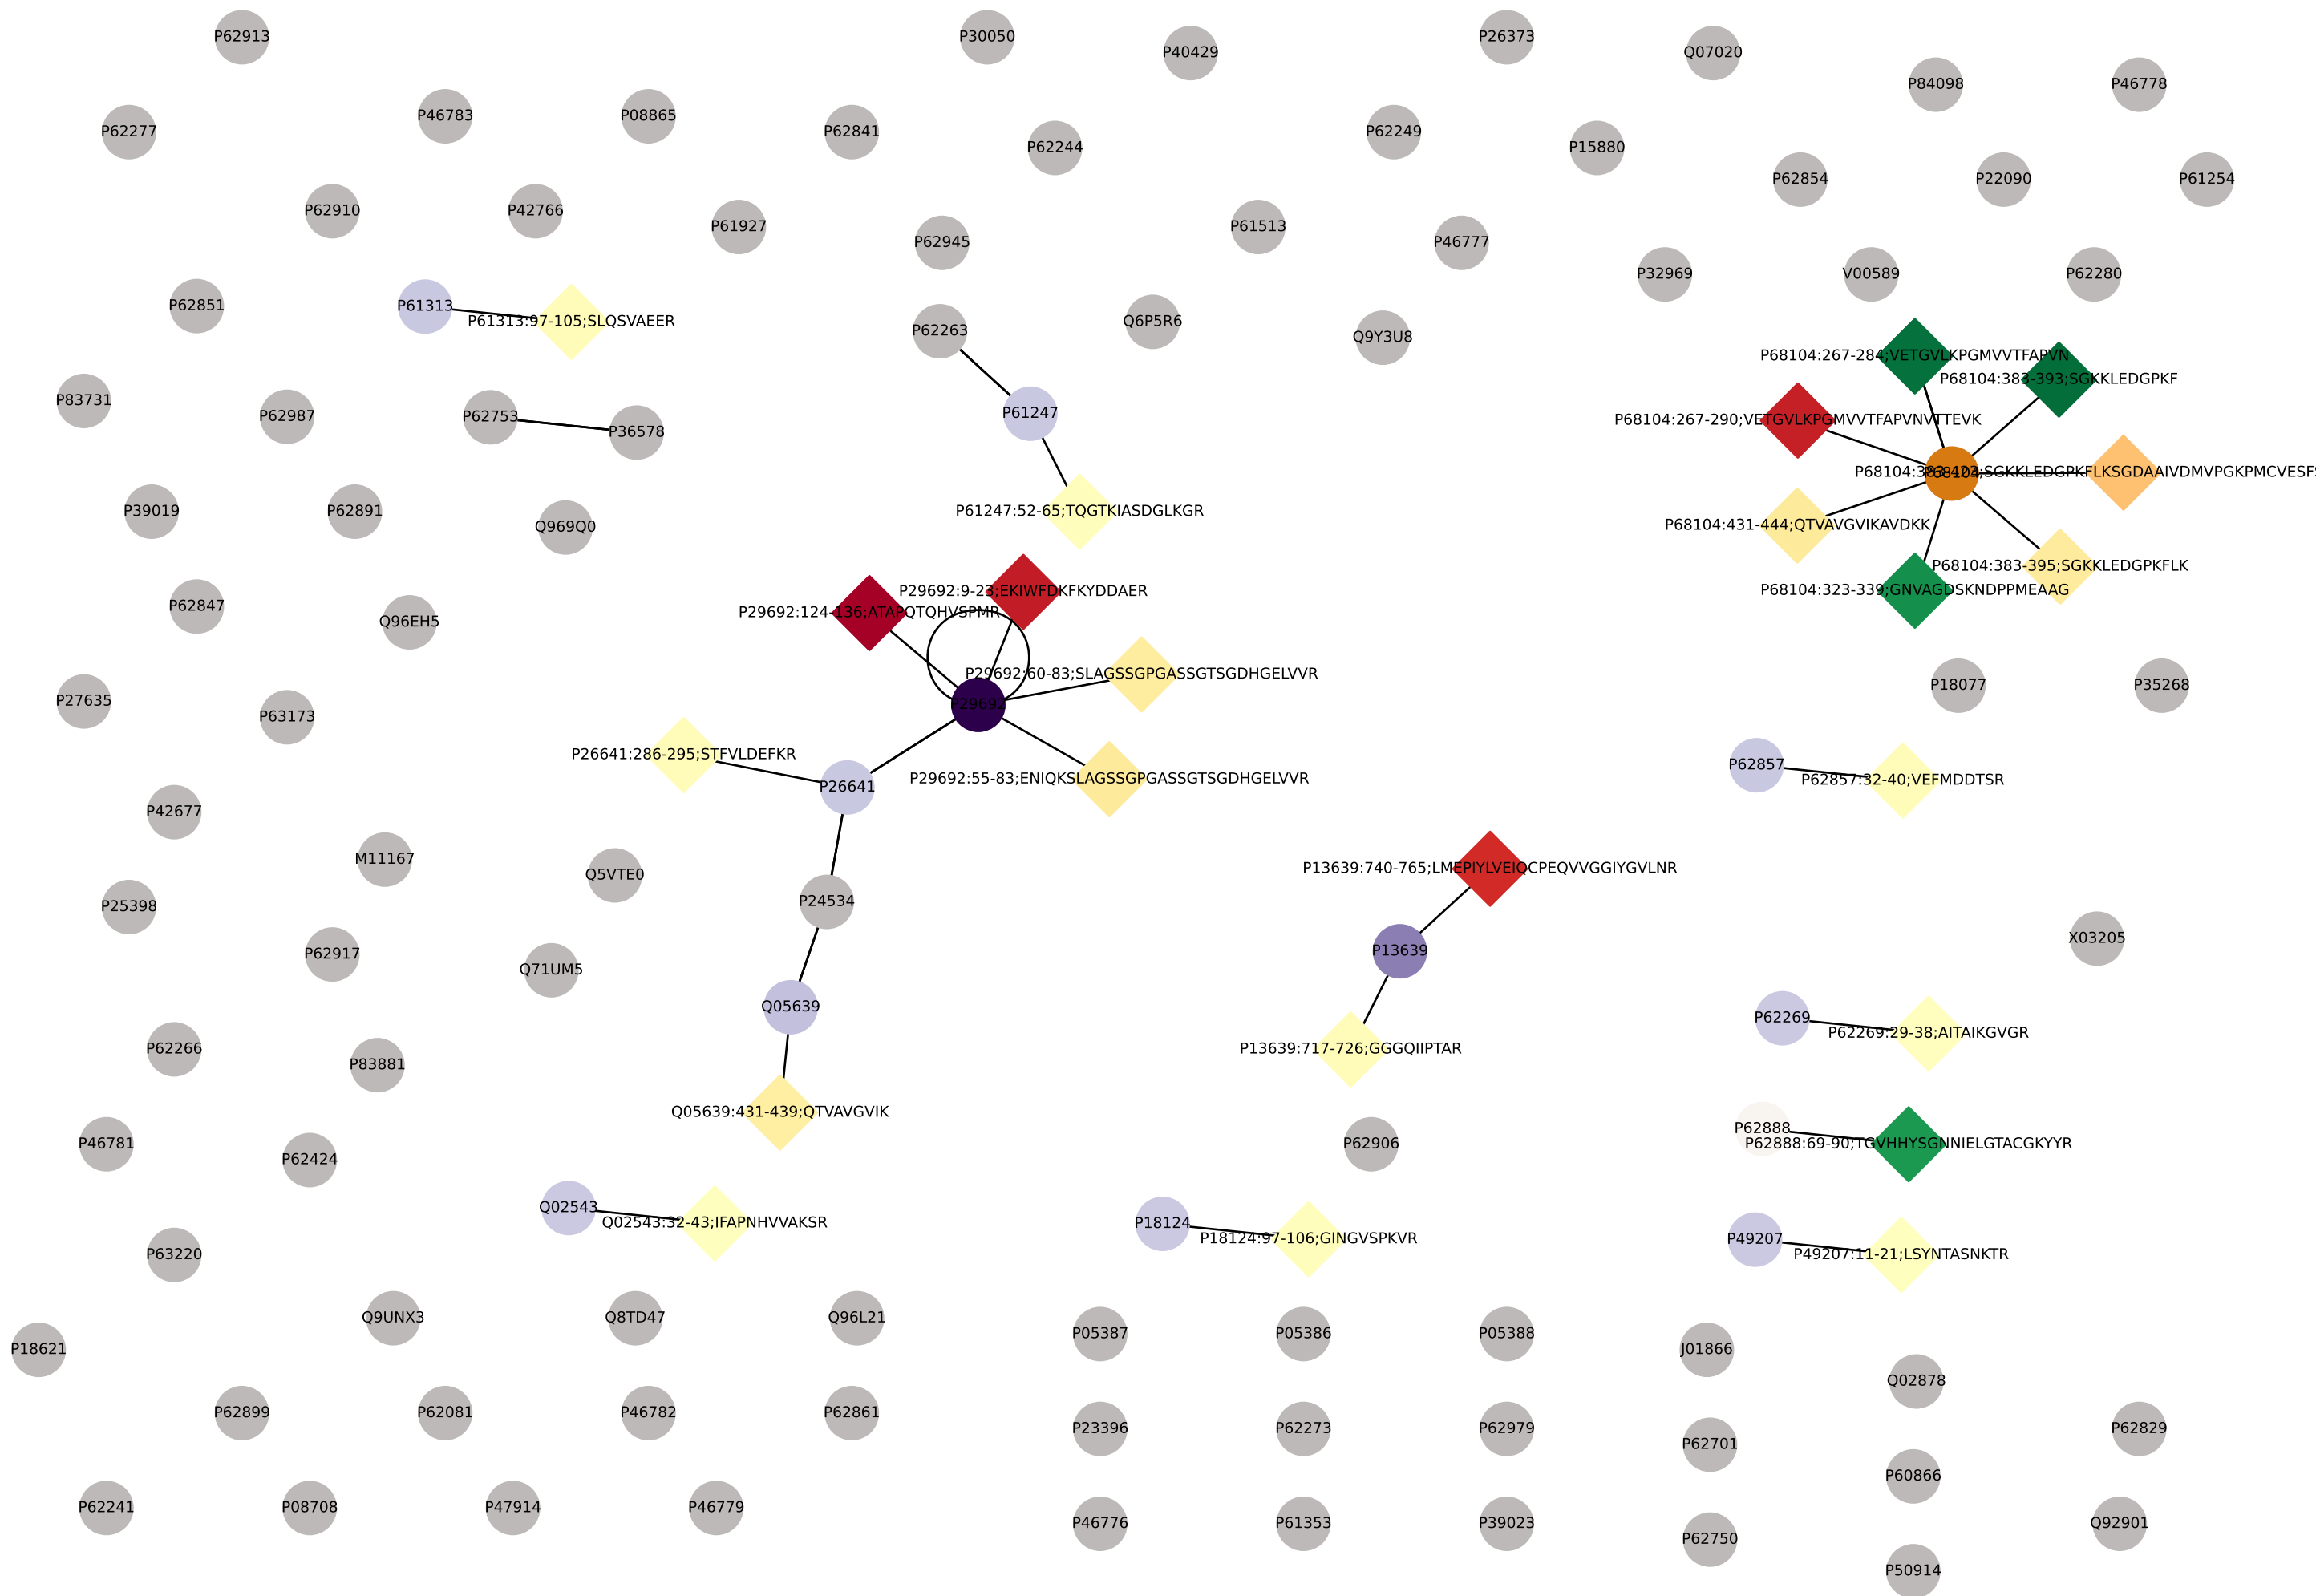 P62913
P30050
P26373
P40429
Q07020
P84098
P46778
P46783
P08865
P62277
P62841
P62249
P62244
P15880
P62854
P22090
P61254
P62910
P42766
P61927
P61513
P62945
P46777
P32969
V00589
P62280
P62851
P61313
P61313:97-105;SLQSVAEER
P62263
Q6P5R6
Q9Y3U8
P68104:267-284;VETGVLKPGMVVTFAPVN
P68104:383-393;SGKKLEDGPKF
P83731
P62987
P62753
P36578
P61247
P68104:267-290;VETGVLKPGMVVTFAPVNVTTEVK
P39019
P62891
Q969Q0
P61247:52-65;TQGTKIASDGLKGR
P68104:431-444;QTVAVGVIKAVDKK
P68104:383-395;SGKKLEDGPKFLK
P29692:9-23;EKIWFDKFKYDDAER
P68104:323-339;GNVAGDSKNDPPMEAAG
P62847
P29692:124-136;ATAPQTQHVSPMR
Q96EH5
P29692:60-83;SLAGSSGPGASSGTSGDHGELVVR
P18077
P35268
P27635
P29692
P63173
P26641:286-295;STFVLDEFKR
P62857
P29692:55-83;ENIQKSLAGSSGPGASSGTSGDHGELVVR
P62857:32-40;VEFMDDTSR
P26641
P42677
M11167
P13639:740-765;LMEPIYLVEIQCPEQVVGGIYGVLNR
Q5VTE0
P24534
P25398
X03205
P62917
P13639
Q71UM5
Q05639
P62269
P62269:29-38;AITAIKGVGR
P62266
P13639:717-726;GGGQIIPTAR
P83881
Q05639:431-439;QTVAVGVIK
P62888
P46781
P62906
P62888:69-90;TGVHHYSGNNIELGTACGKYYR
P62424
Q02543
Q02543:32-43;IFAPNHVVAKSR
P18124
P18124:97-106;GINGVSPKVR
P49207
P49207:11-21;LSYNTASNKTR
P63220
Q9UNX3
Q8TD47
Q96L21
P05387
P05386
P05388
P18621
J01866
Q02878
P62899
P62081
P46782
P62861
P23396
P62273
P62979
P62829
P62701
P60866
P62241
P08708
P47914
P46779
P46776
P61353
P39023
P62750
Q92901
P50914